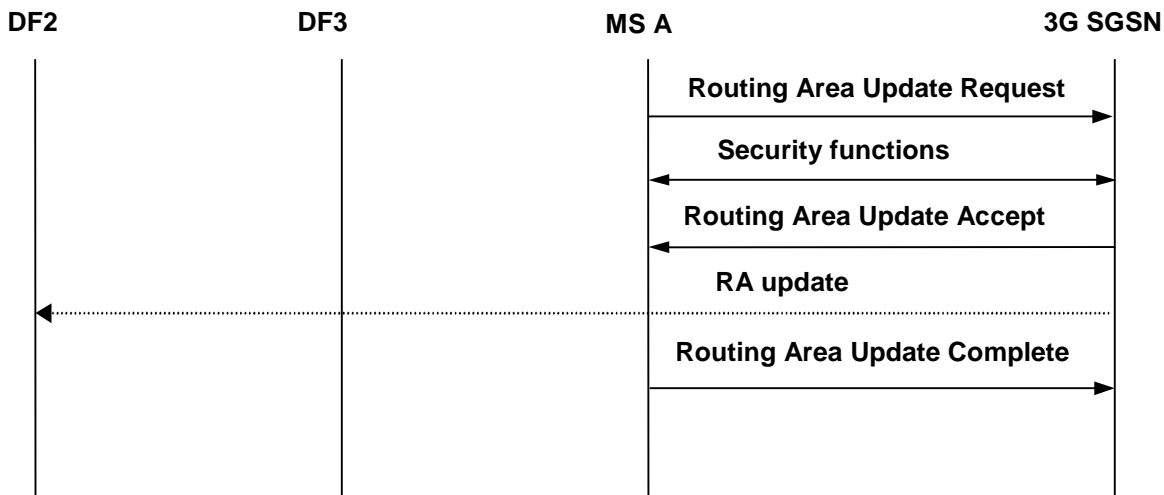 DF2
DF3
MS A
3G SGSN
Routing Area Update Request
Security functions
Routing Area Update Accept
RA update
Routing Area Update Complete